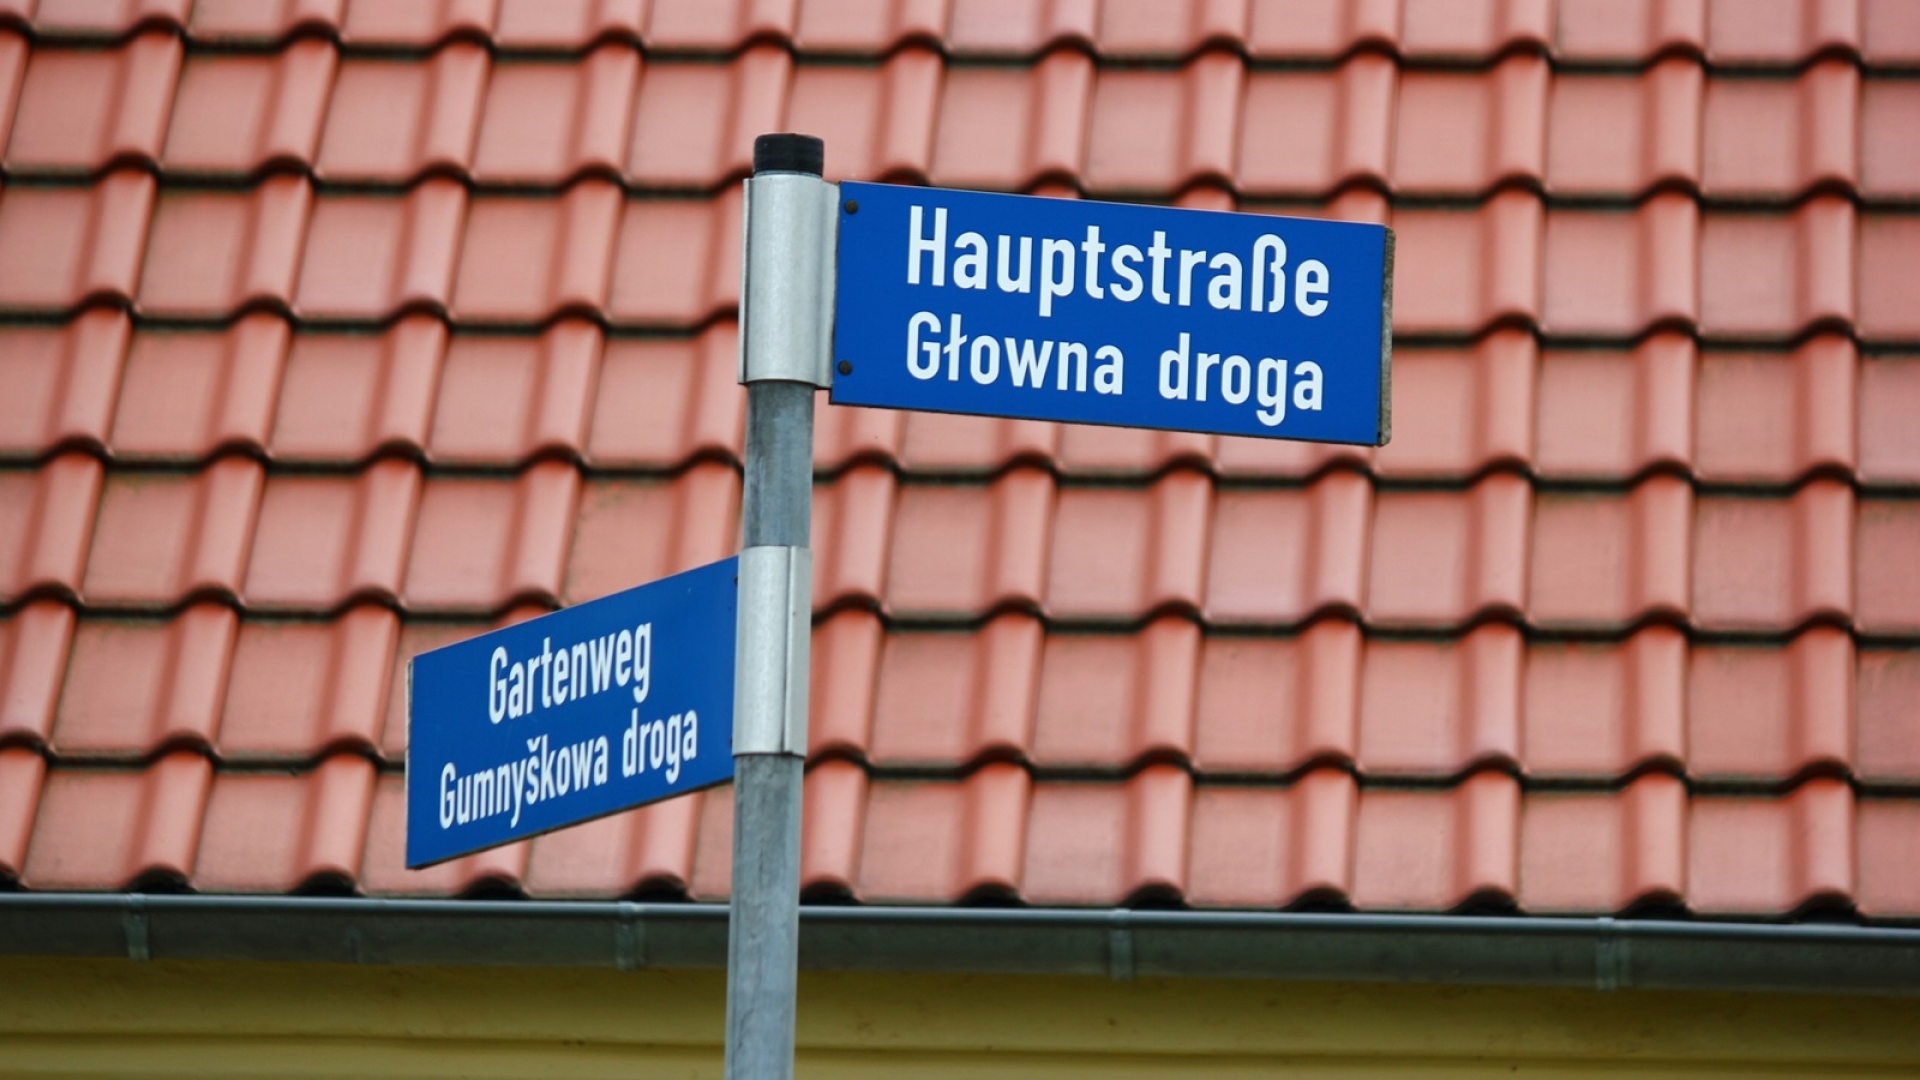 Hauptstraße
Głowna droga
Gartenweg
Gumnyškowa droga